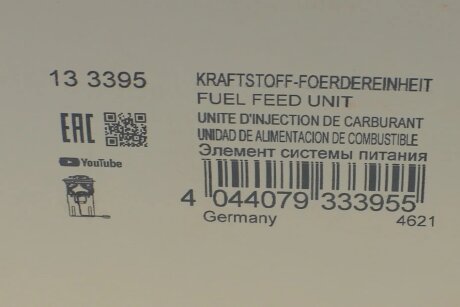 13 3395
KRAFTSTOFF-FOERDEREINHEIT
FUEL FEED UNIT
UNITE D'INJECTION DE CARBURANT
UNIDAD DE ALIMENTACION DE COMBUSTIBLE
Элемент системы питания
EAC
YouTube
4 044079 333955
Germany
4621